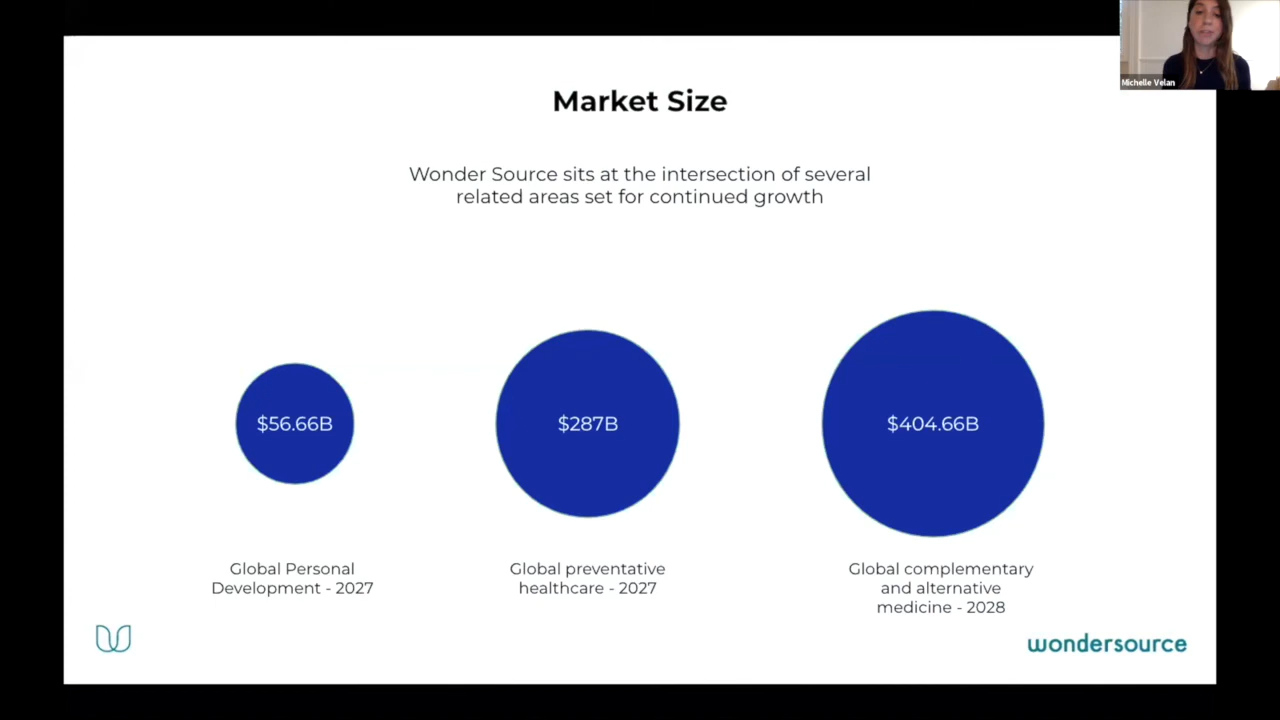 Michelle Velan
Market Size
Wonder Source sits at the intersection of several
related areas set for continued growth
$56.66B
$287B
$404.66B
Global Personal
Development - 2027
Global preventative
healthcare - 2027
Global complementary
and alternative
medicine - 2028
wondersource